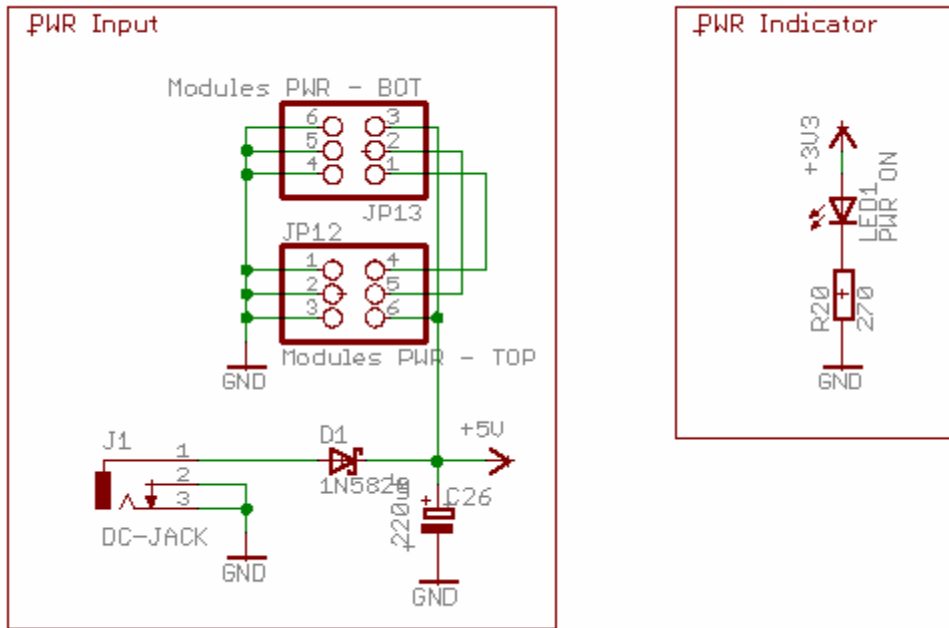 PWR Input
Modules PWR - BOT
6 3
5 2
4 1
JP13
JP12
1 4
2 5
3 6
Modules PWR - TOP
GND
J1
1
2
3
DC-JACK
GND
D1
+5V
C26
GND
PWR Indicator
+3V3
LED1
PWR ON
R20
270
GND